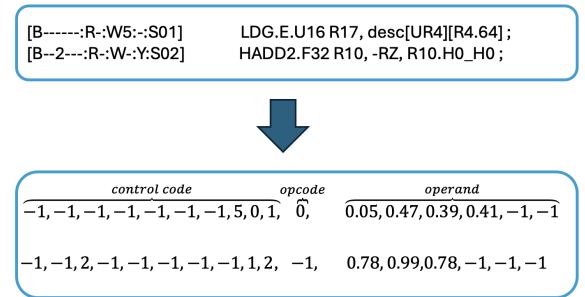 [B------:R-:W5:-:S01] LDG.E.U16 R17, desc[UR4][R4.64] ;
[B--2---:R-:W-:Y:S02] HADD2.F32 R10, -RZ, R10.H0_H0 ;
control code opcode operand
−1, −1, −1, −1, −1, −1, −1, 5, 0, 1, 0, 0.05, 0.47, 0.39, 0.41, −1, −1
−1, −1, 2, −1, −1, −1, −1, −1, 1, 2, −1, 0.78, 0.99, 0.78, −1, −1, −1